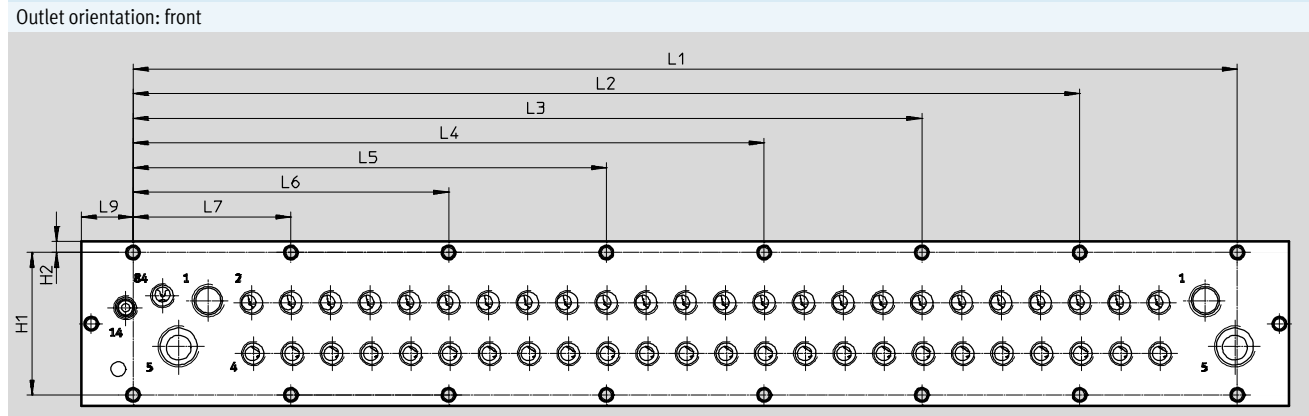 Outlet orientation: front
L1
L2
L3
L4
L5
L6
L9 L7
H2
84 1 2 1
H1
14
5 4 5